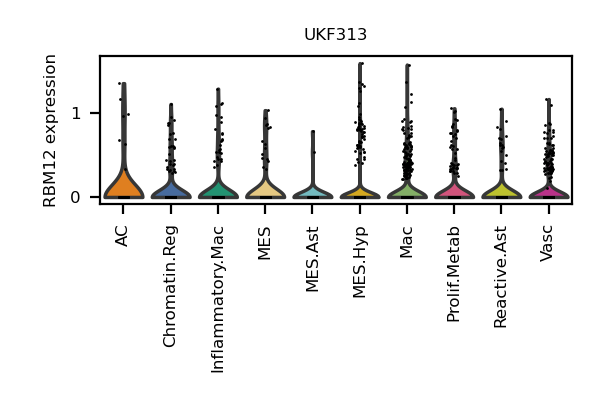 UKF313
RBM12 expression
1
0
AC
Chromatin.Reg
Inflammatory.Mac
MES
MES.Ast
MES.Hyp
Mac
Prolif.Metab
Reactive.Ast
Vasc